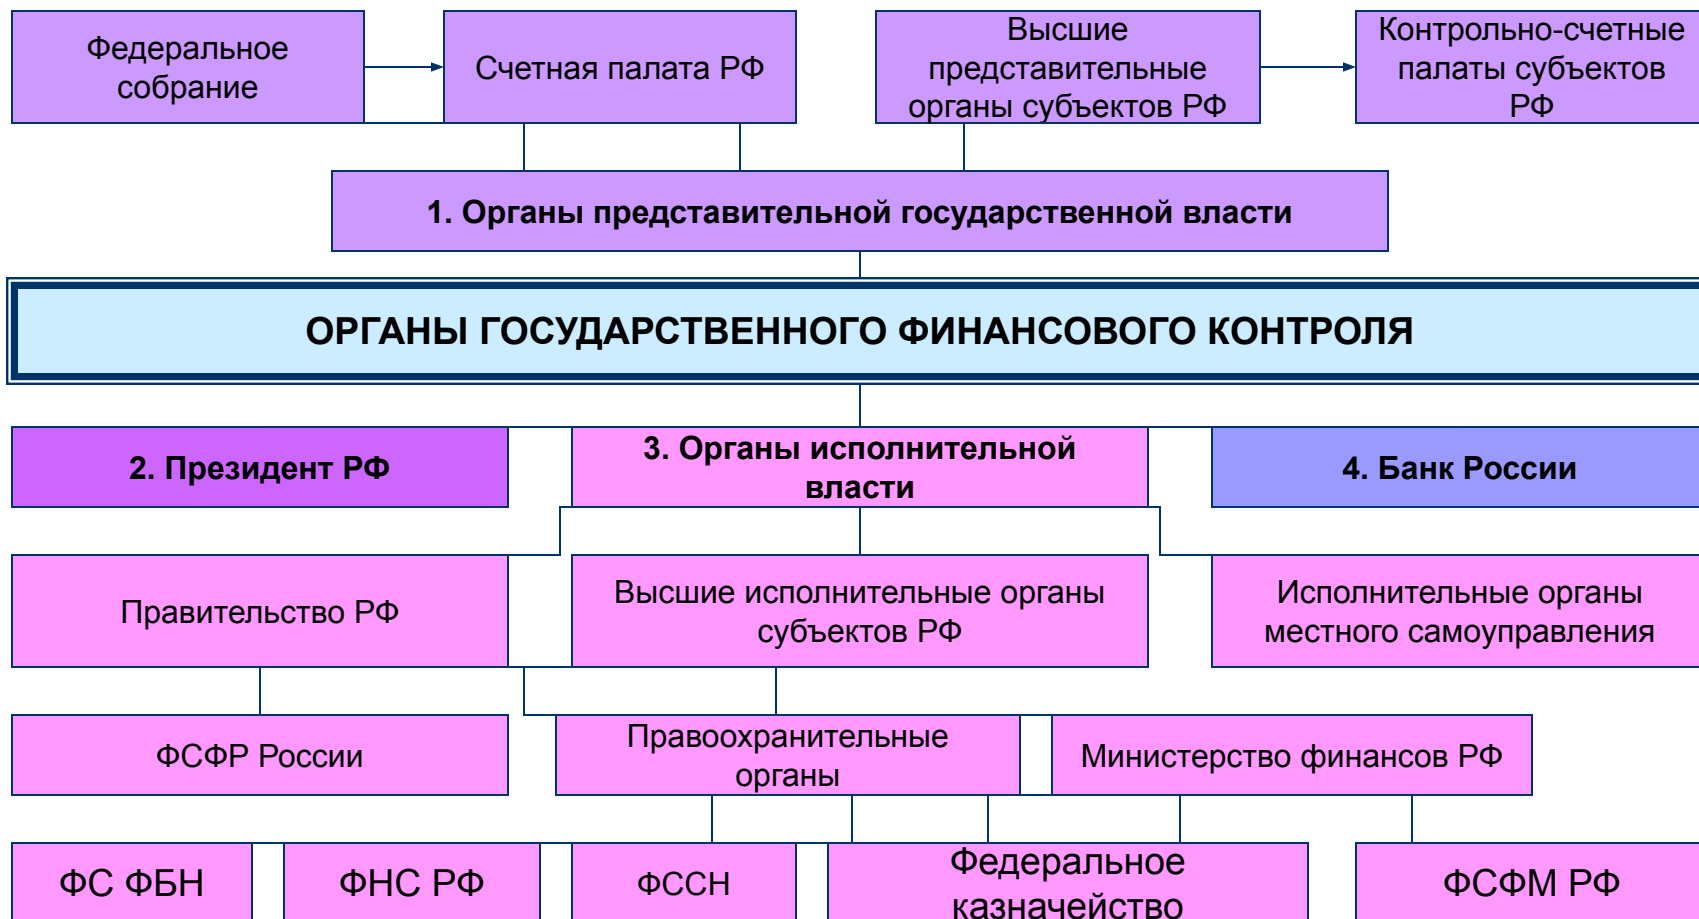 Федеральное
собрание
Счетная палата РФ
Высшие
представительные
органы субъектов РФ
Контрольно-счетные
палаты субъектов
РФ
1. Органы представительной государственной власти
ОРГАНЫ ГОСУДАРСТВЕННОГО ФИНАНСОВОГО КОНТРОЛЯ
2. Президент РФ
3. Органы исполнительной
власти
4. Банк России
Правительство РФ
Высшие исполнительные органы
субъектов РФ
Исполнительные органы
местного самоуправления
ФСФР России
Правоохранительные
органы
Министерство финансов РФ
ФС ФБН
ФНС РФ
ФССН
Федеральное
казначейство
ФСФМ РФ